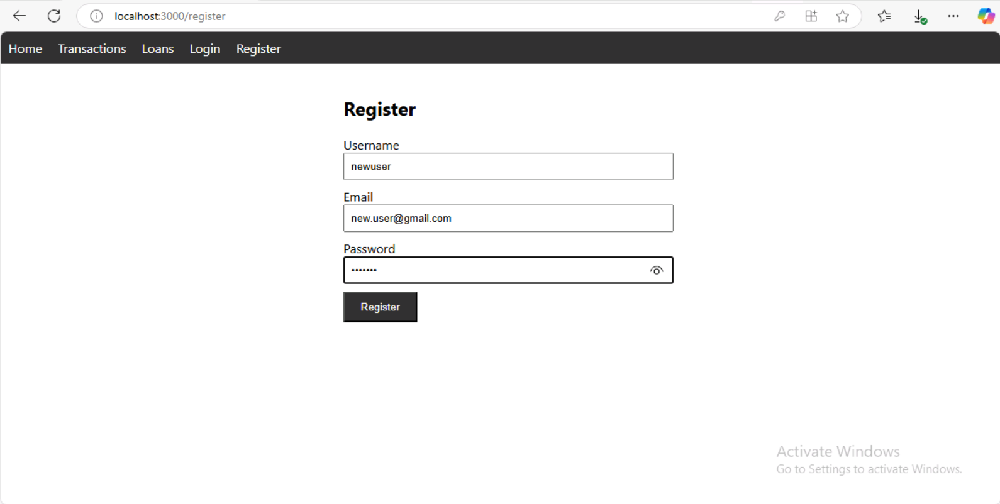 localhost:3000/register
Home Transactions Loans Login Register
Register
Username
newuser
Email
new.user@gmail.com
Password
•••••••
Register
Activate Windows
Go to Settings to activate Windows.